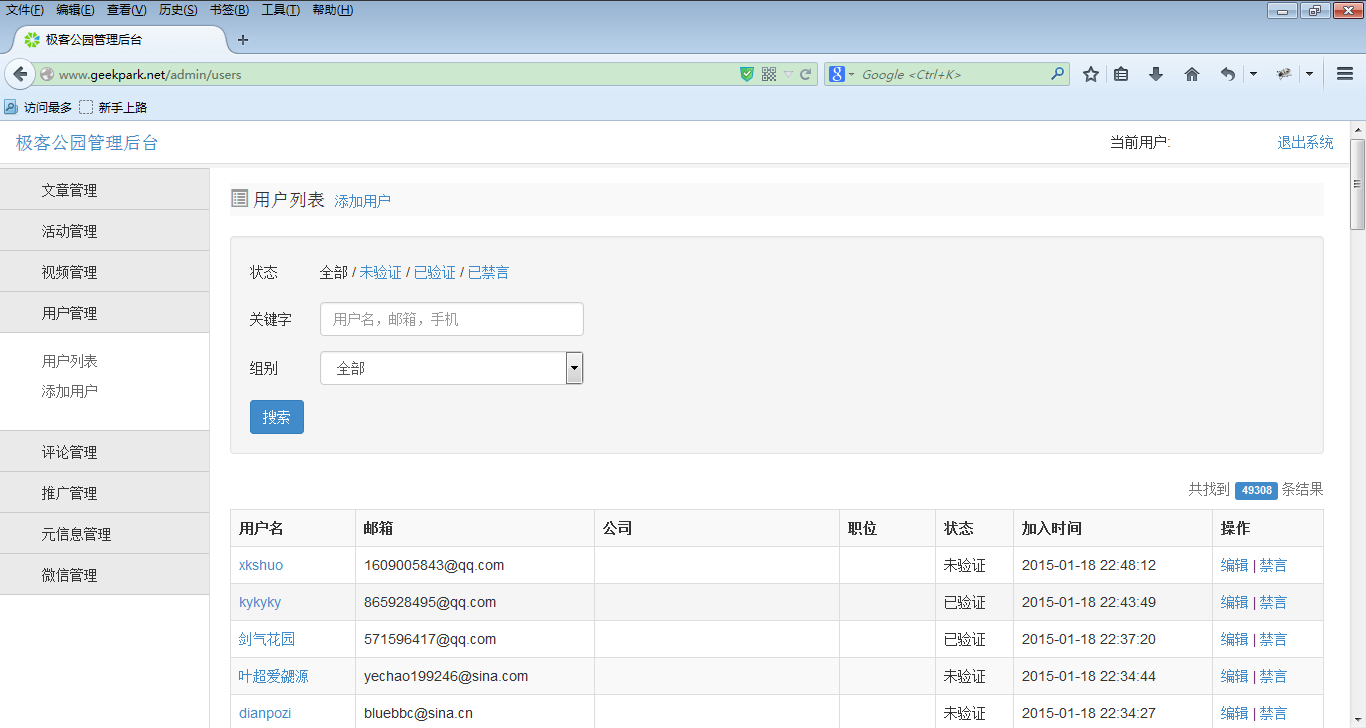 文件(F) 编辑(E) 查看(V) 历史(S) 书签(B) 工具(T) 帮助(H)
极客公园管理后台 +
www.geekpark.net/admin/users Google <Ctrl+K>
访问最多 新手上路
极客公园管理后台 当前用户: 退出系统
文章管理
活动管理
视频管理
用户管理
用户列表
添加用户
评论管理
推广管理
元信息管理
微信管理
用户列表 添加用户
状态 全部 / 未验证 / 已验证 / 已禁言
关键字 用户名，邮箱，手机
组别 全部
搜索
共找到 49308 条结果
用户名 邮箱 公司 职位 状态 加入时间 操作
xkshuo 1609005843@qq.com 未验证 2015-01-18 22:48:12 编辑 | 禁言
kykyky 865928495@qq.com 已验证 2015-01-18 22:43:49 编辑 | 禁言
剑气花园 571596417@qq.com 已验证 2015-01-18 22:37:20 编辑 | 禁言
叶超爱勰源 yechao199246@sina.com 未验证 2015-01-18 22:34:44 编辑 | 禁言
dianpozi bluebbc@sina.cn 未验证 2015-01-18 22:34:27 编辑 | 禁言